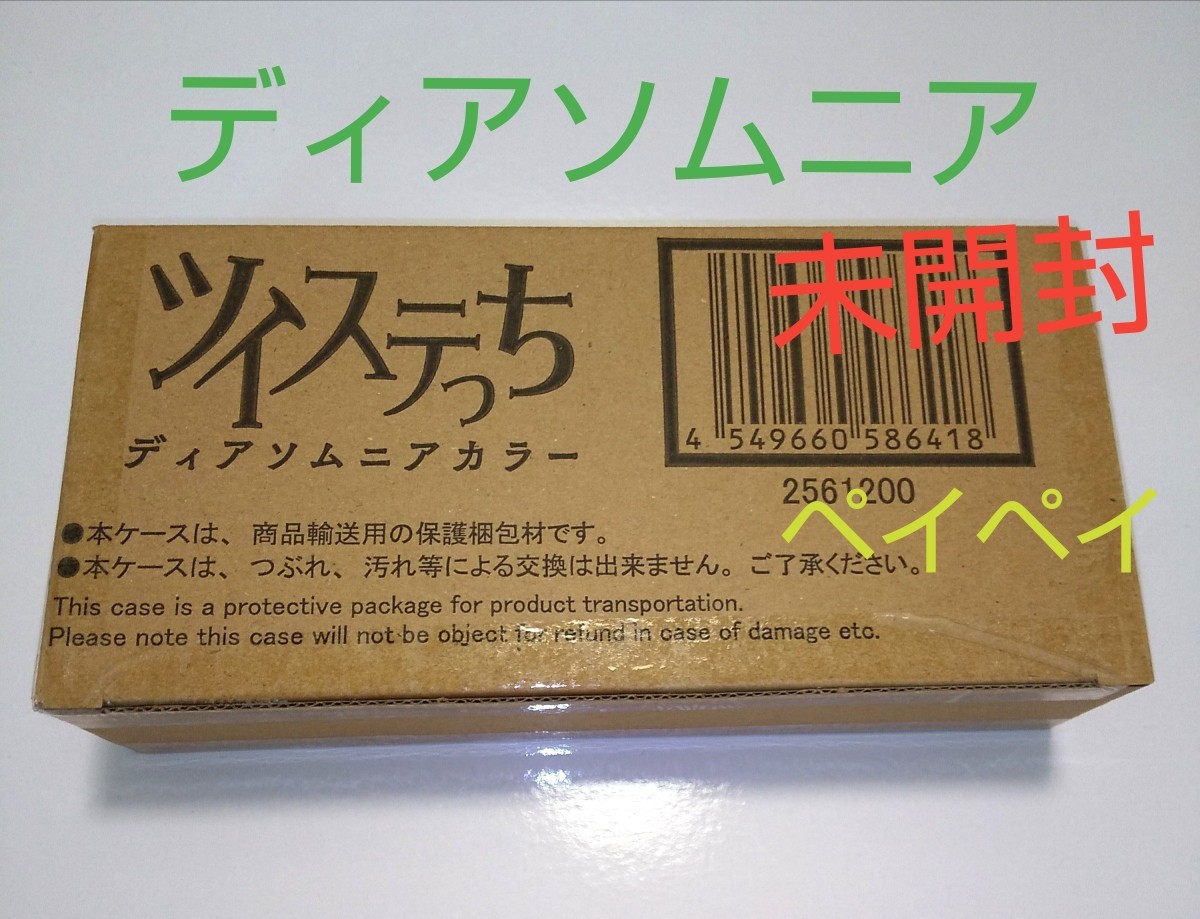 ディアソムニア
未開封
ツイステっち
ディアソムニアカラー
4 549660 586418
2561200
ペイペイ
●本ケースは、商品輸送用の保護梱包材です。
●本ケースは、つぶれ、汚れ等による交換は出来ません。ご了承ください。
This case is a protective package for product transportation.
Please note this case will not be object for refund in case of damage etc.